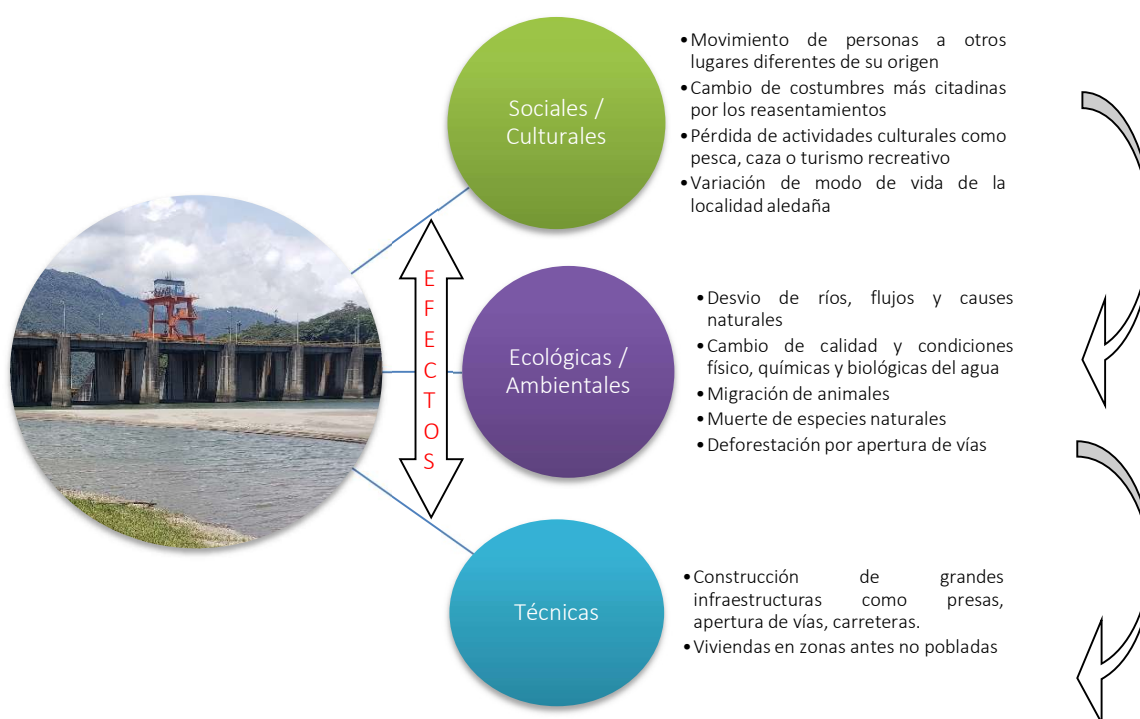 Sociales /
Culturales
•Movimiento de personas a otros
lugares diferentes de su origen
•Cambio de costumbres más citadinas
por los reasentamientos
•Pérdida de actividades culturales como
pesca, caza o turismo recreativo
•Variación de modo de vida de la
localidad aledaña
E
F
E
C
T
O
S
Ecológicas /
Ambientales
•Desvio de ríos, flujos y causes
naturales
•Cambio de calidad y condiciones
físico, químicas y biológicas del agua
•Migración de animales
•Muerte de especies naturales
•Deforestación por apertura de vías
Técnicas
•Construcción de grandes
infraestructuras como presas,
apertura de vías, carreteras.
•Viviendas en zonas antes no pobladas